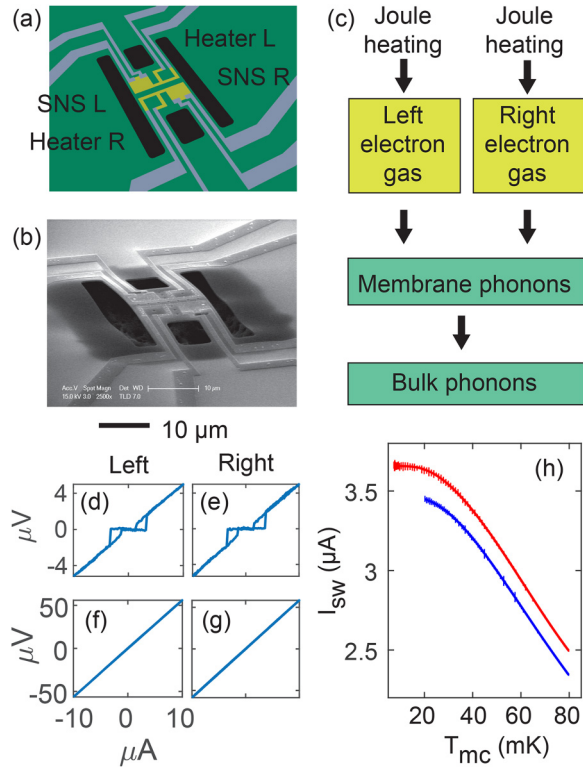 (a)
Heater L
SNS R
SNS L
Heater R
(b)
Acc.V Spot Magn Det WD
15.0 kV 3.0 2500x TLD 7.0
10 μm
10 μm
(c)
Joule heating
Joule heating
Left electron gas
Right electron gas
Membrane phonons
Bulk phonons
Left
Right
(d)
(e)
4
0
-4
μV
(f)
(g)
50
0
-50
μV
-10
0
10
0
10
μA
(h)
3.5
3
2.5
I_sw (μA)
0
20
40
60
80
T_mc (mK)